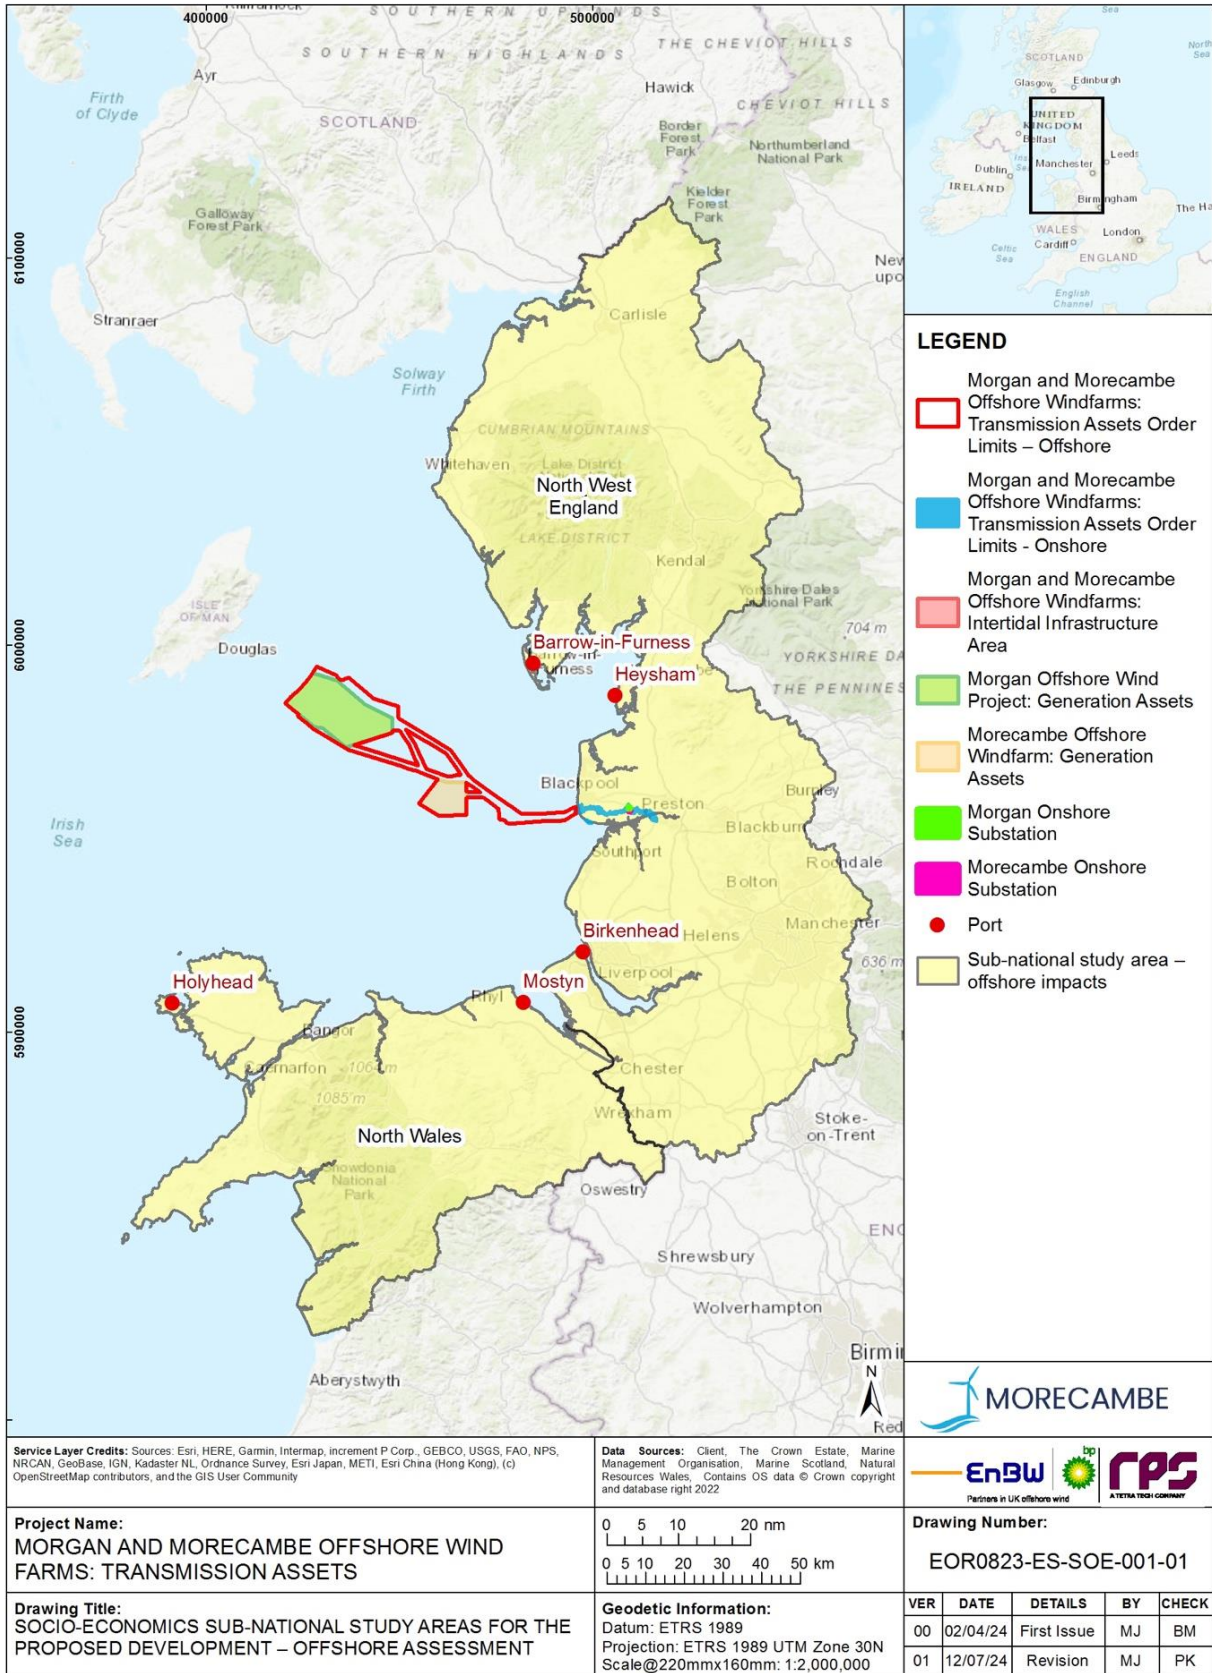 400000
500000
6100000
6000000
5900000
Kilmarnock
SOUTHERN UPLANDS
SOUTHERN HIGHLANDS
THE CHEVIOT HILLS
Ayr
Hawick
Firth
of Clyde
SCOTLAND
CHEVIOT HILLS
Border
Forest
Park
Northumberland
National Park
Kielder
Forest
Park
Galloway
Forest Park
New
upo
Carlisle
Stranraer
Solway
Firth
CUMBRIAN MOUNTAINS
Whitehaven
Lake District
North West
England
LAKE DISTRICT
Kendal
Yorkshire Dales
National Park
ISLE
OF MAN
704 m
Douglas
Barrow-in-Furness
Barrow-in-
Furness
YORKSHIRE DA
Heysham
THE PENNINES
Blackpool
Burnley
Preston
Irish
Sea
Blackburn
Southport
Rochdale
Bolton
Manchester
Birkenhead
Helens
636 m
Liverpool
Holyhead
Rhyl
Mostyn
Bangor
Caernarfon
1064 m
Chester
1085 m
Wrexham
Stoke-
on-Trent
North Wales
Snowdonia
National
Park
Oswestry
ENG
Shrewsbury
Wolverhampton
Birmi
N
Aberystwyth
Red
Sea
North
Sea
SCOTLAND
Glasgow
Edinburgh
UNITED
KINGDOM
Belfast
Iris
Sea
Leeds
Dublin
Manchester
IRELAND
Birmingham
The Ha
WALES
London
Cardiff
Celtic
Sea
ENGLAND
English
Channel
LEGEND
Morgan and Morecambe
Offshore Windfarms:
Transmission Assets Order
Limits – Offshore
Morgan and Morecambe
Offshore Windfarms:
Transmission Assets Order
Limits - Onshore
Morgan and Morecambe
Offshore Windfarms:
Intertidal Infrastructure
Area
Morgan Offshore Wind
Project: Generation Assets
Morecambe Offshore
Windfarm: Generation
Assets
Morgan Onshore
Substation
Morecambe Onshore
Substation
Port
Sub-national study area –
offshore impacts
MORECAMBE
EnBW
Partners in UK offshore wind
bp
rps
A TETRA TECH COMPANY
Service Layer Credits: Sources: Esri, HERE, Garmin, Intermap, increment P Corp., GEBCO, USGS, FAO, NPS,
NRCAN, GeoBase, IGN, Kadaster NL, Ordnance Survey, Esri Japan, METI, Esri China (Hong Kong), (c)
OpenStreetMap contributors, and the GIS User Community
Data Sources: Client, The Crown Estate, Marine
Management Organisation, Marine Scotland, Natural
Resources Wales, Contains OS data © Crown copyright
and database right 2022
Project Name:
MORGAN AND MORECAMBE OFFSHORE WIND
FARMS: TRANSMISSION ASSETS
0 5 10 20 nm
0 5 10 20 30 40 50 km
Drawing Number:
EOR0823-ES-SOE-001-01
Drawing Title:
SOCIO-ECONOMICS SUB-NATIONAL STUDY AREAS FOR THE
PROPOSED DEVELOPMENT – OFFSHORE ASSESSMENT
Geodetic Information:
Datum: ETRS 1989
Projection: ETRS 1989 UTM Zone 30N
Scale@220mmx160mm: 1:2,000,000
VER DATE DETAILS BY CHECK
00 02/04/24 First Issue MJ BM
01 12/07/24 Revision MJ PK